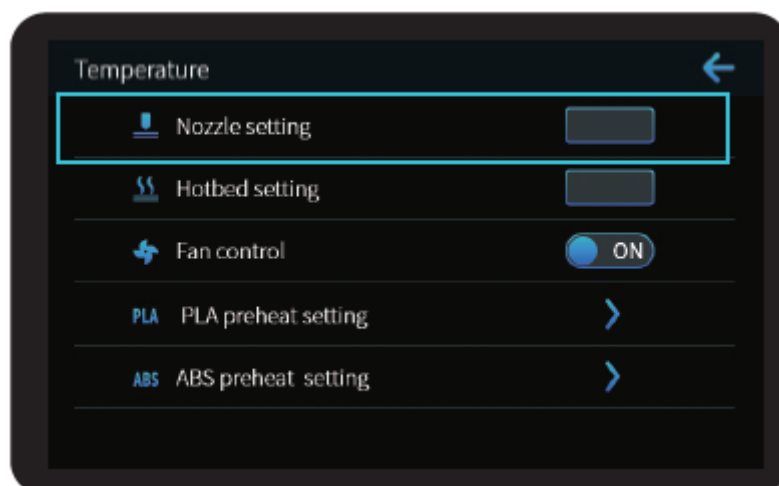 Temperature
Nozzle setting
Hotbed setting
Fan control ON
PLA PLA preheat setting
ABS ABS preheat setting